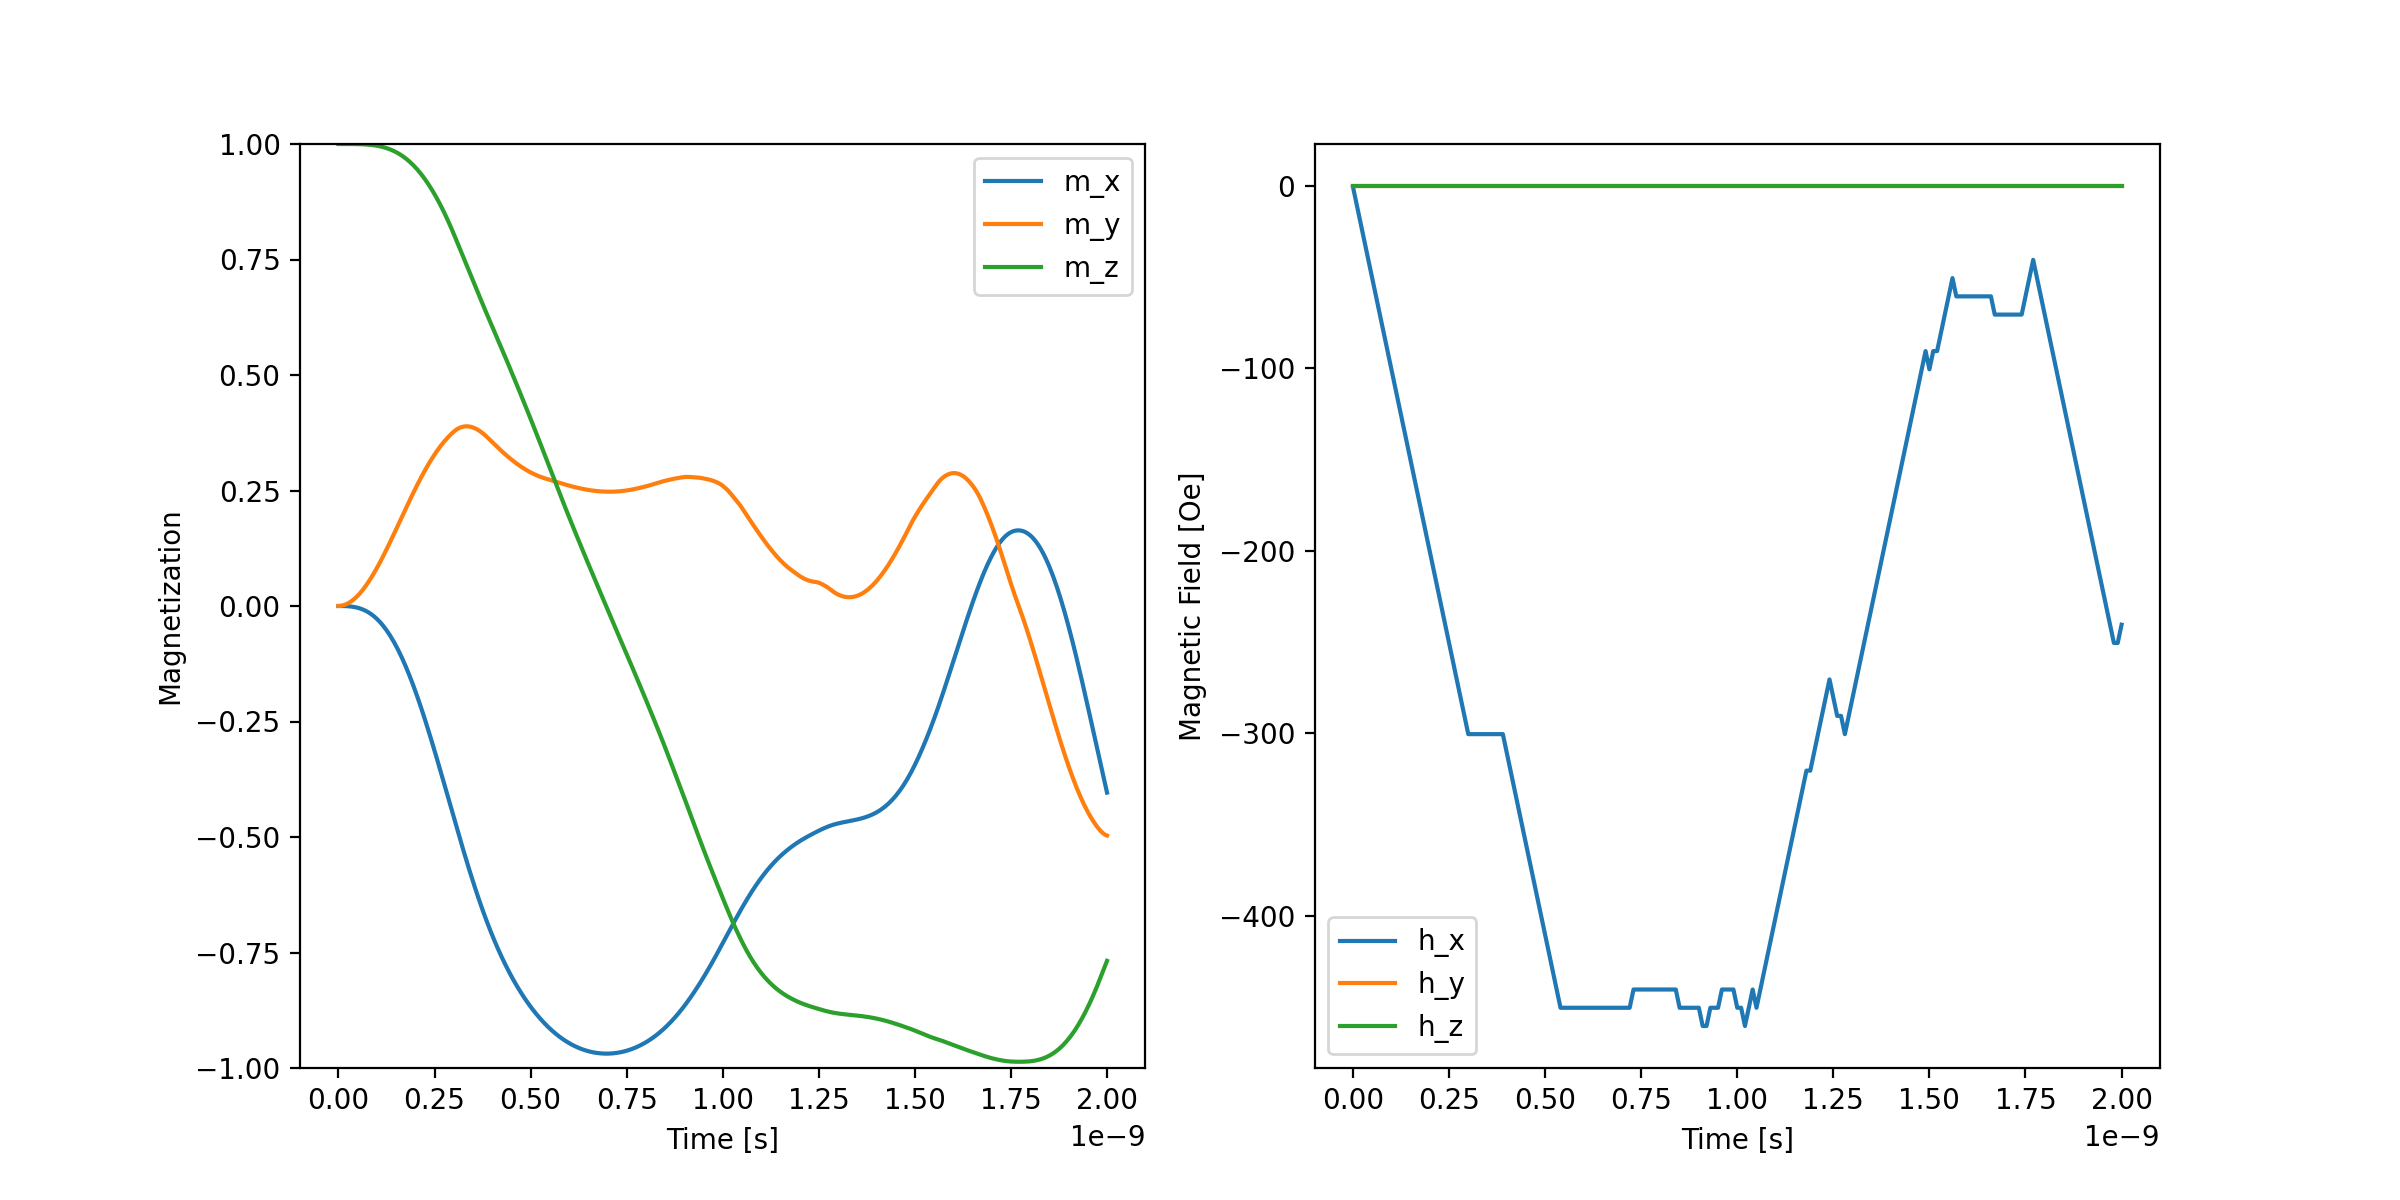 1.00
0.75
0.50
0.25
0.00
−0.25
−0.50
−0.75
−1.00
Magnetization
m_x
m_y
m_z
0.00 0.25 0.50 0.75 1.00 1.25 1.50 1.75 2.00
Time [s]
1e−9
0
−100
−200
−300
−400
Magnetic Field [Oe]
h_x
h_y
h_z
0.00 0.25 0.50 0.75 1.00 1.25 1.50 1.75 2.00
Time [s]
1e−9